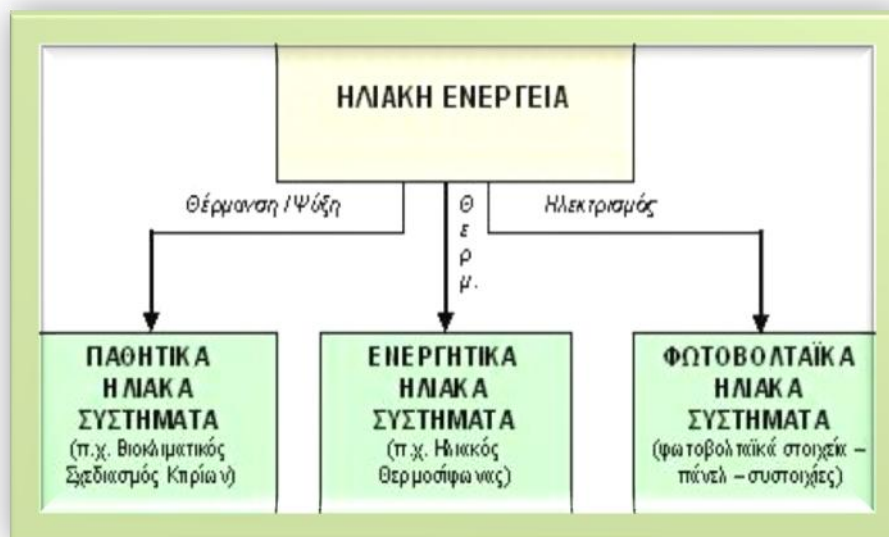 ΗΛΙΑΚΗ ΕΝΕΡΓΕΙΑ
Θέρμανση /Ψύξη
Θ
ε
ρ
μ.
Ηλεκτρισμός
ΠΑΘΗΤΙΚΑ
ΗΛΙΑΚΑ
ΣΥΣΤΗΜΑΤΑ
(π.χ. Βιοκλιματικός
Σχεδιασμός Κτιρίων)
ΕΝΕΡΓΗΤΙΚΑ
ΗΛΙΑΚΑ
ΣΥΣΤΗΜΑΤΑ
(π.χ. Ηλιακός
Θερμοσίφωνας)
ΦΩΤΟΒΟΛΤΑΪΚΑ
ΗΛΙΑΚΑ
ΣΥΣΤΗΜΑΤΑ
(φωτοβολταϊκά στοιχεία –
πάνελ – συστοιχίες)